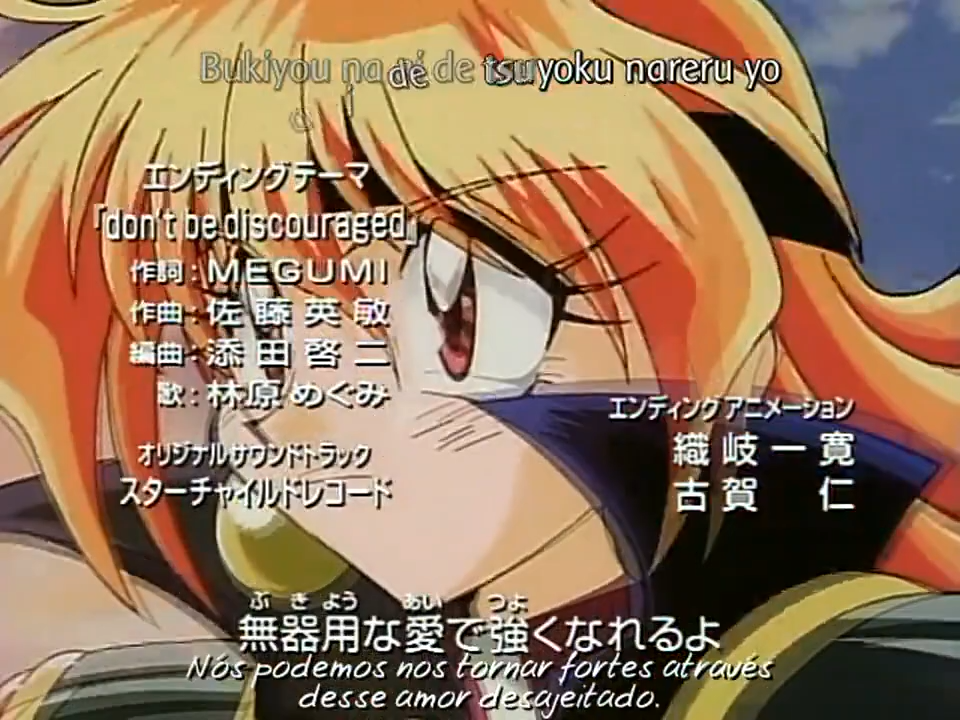 Bukiyou na ai de tsuyoku nareru yo
エンディングテーマ
「don't be discouraged」
作詞：MEGUMI
作曲：佐藤英敏
編曲：添田啓二
歌：林原めぐみ
オリジナルサウンドトラック
スターチャイルドレコード
エンディングアニメーション
織岐一寛
古賀 仁
ぶ き よう あい つよ
無器用な愛で強くなれるよ
Nós podemos nos tornar fortes através
desse amor desajeitado.